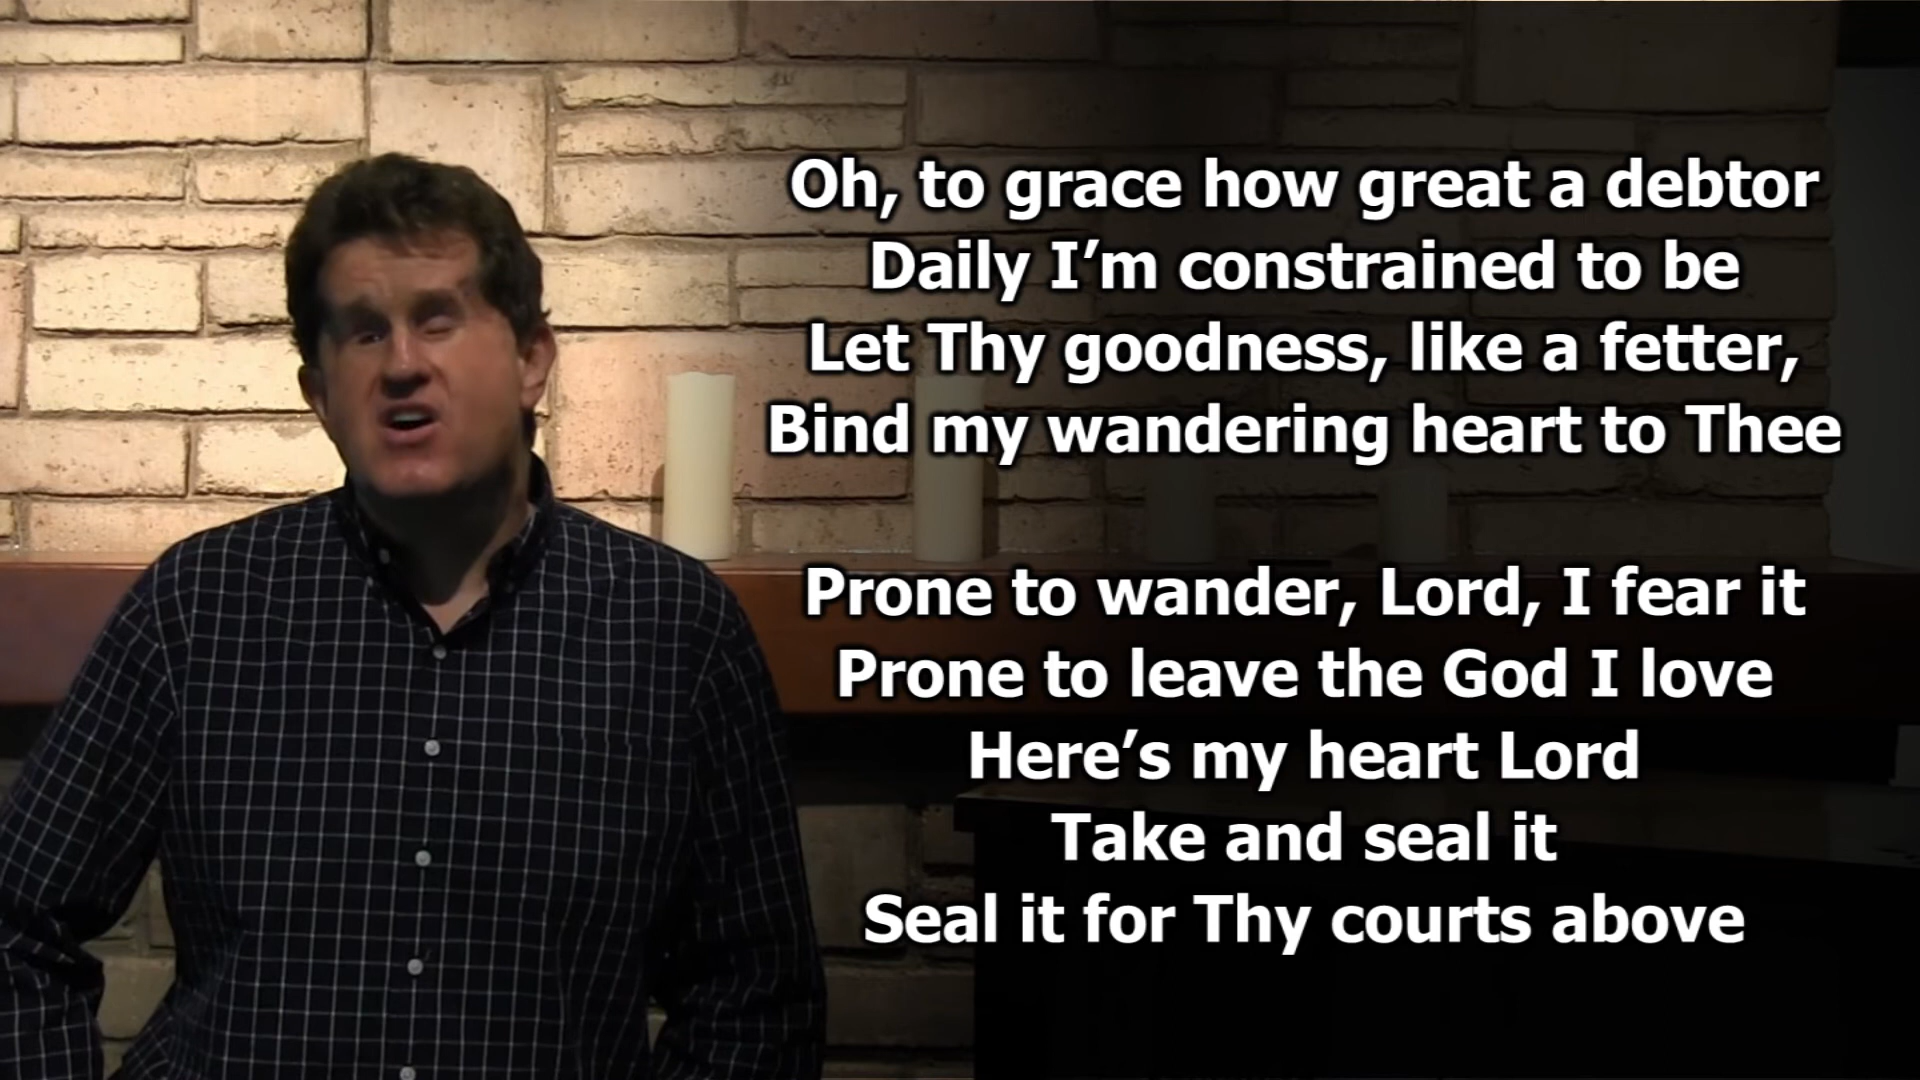 Oh, to grace how great a debtor
Daily I’m constrained to be
Let Thy goodness, like a fetter,
Bind my wandering heart to Thee
Prone to wander, Lord, I fear it
Prone to leave the God I love
Here’s my heart Lord
Take and seal it
Seal it for Thy courts above